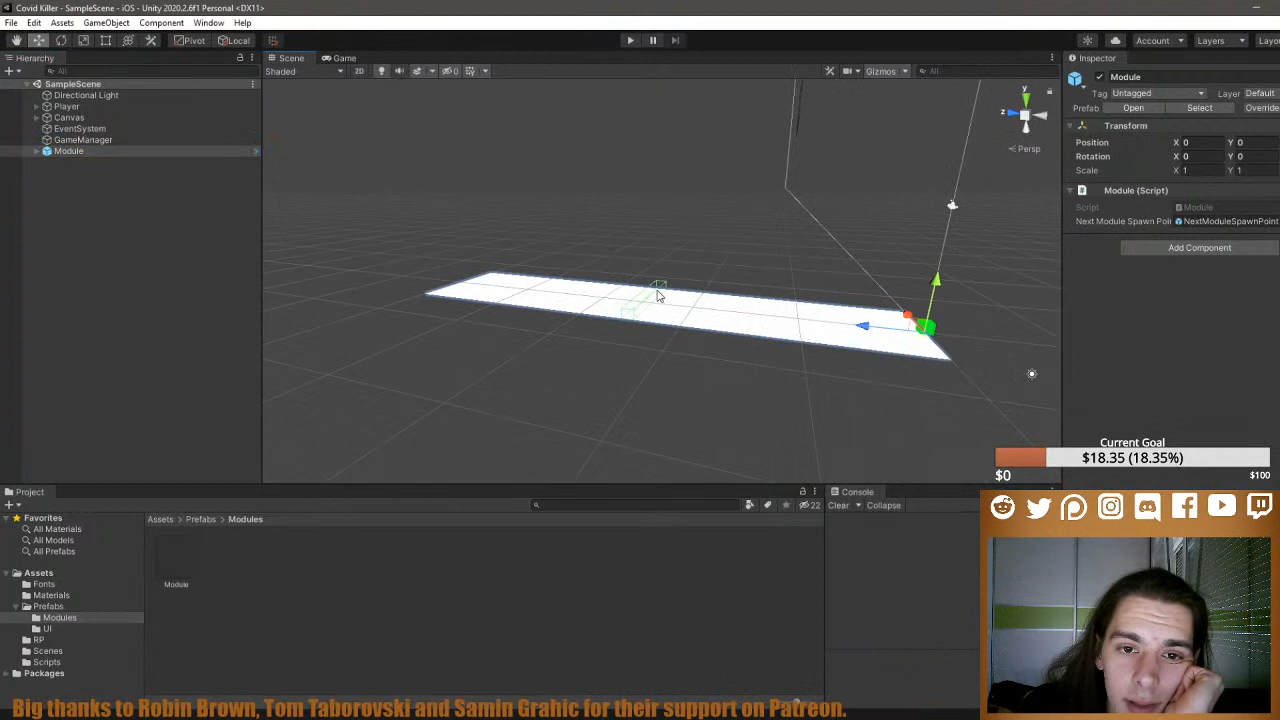 Covid Killer - SampleScene - iOS - Unity 2020.2.6f1 Personal <DX11>
File Edit Assets GameObject Component Window Help
Pivot Local Account Layers
Hierarchy
All
SampleScene
Directional Light
Player
Canvas
EventSystem
GameManager
Module
Scene Game
Shaded 2D 0 Gizmos All
y
z
Persp
Inspector
Module
Tag Untagged Layer Default
Prefab Open Select Override
Transform
Position X 0 Y 0
Rotation X 0 Y 0
Scale X 1 Y 1
Module (Script)
Script Module
Next Module Spawn Poi NextModuleSpawnPoint
Add Component
Current Goal
$18.35 (18.35%)
$0 $100
Project
22
Favorites
All Materials
All Models
All Prefabs
Assets
Fonts
Materials
Prefabs
Modules
UI
RP
Scenes
Scripts
Packages
Assets > Prefabs > Modules
Module
Console
Clear Collapse
Big thanks to Robin Brown, Tom Taborovski and Samin Grahic for their support on Patreon.